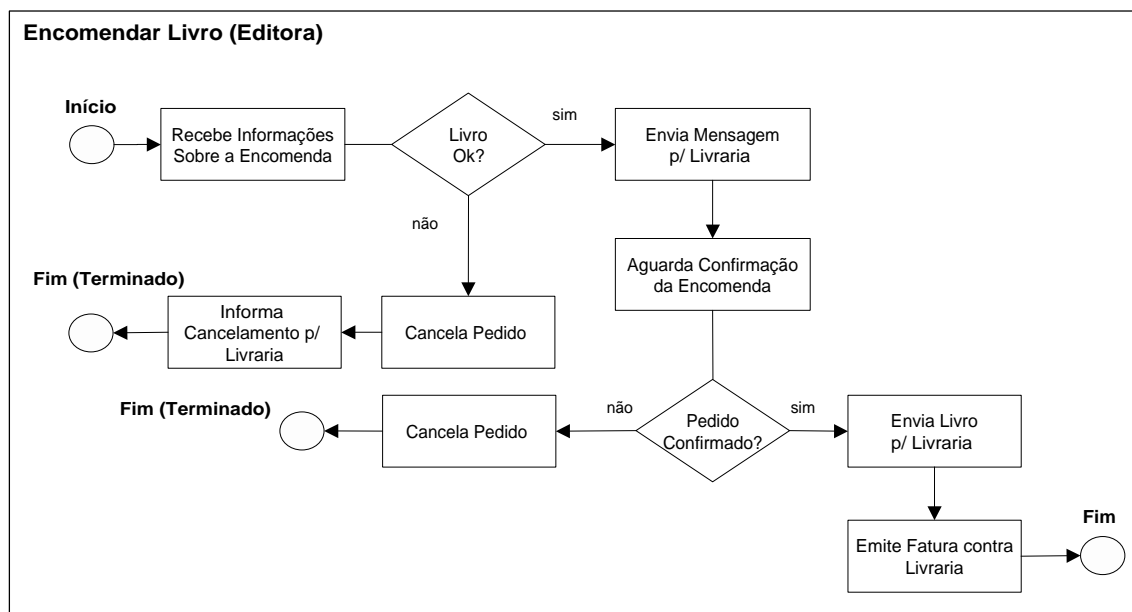 Encomendar Livro (Editora)
Início
Recebe Informações
Sobre a Encomenda
Livro
Ok?
sim
Envia Mensagem
p/ Livraria
não
Aguarda Confirmação
da Encomenda
Fim (Terminado)
Informa
Cancelamento p/
Livraria
Cancela Pedido
Fim (Terminado)
Cancela Pedido
não
Pedido
Confirmado?
sim
Envia Livro
p/ Livraria
Emite Fatura contra
Livraria
Fim